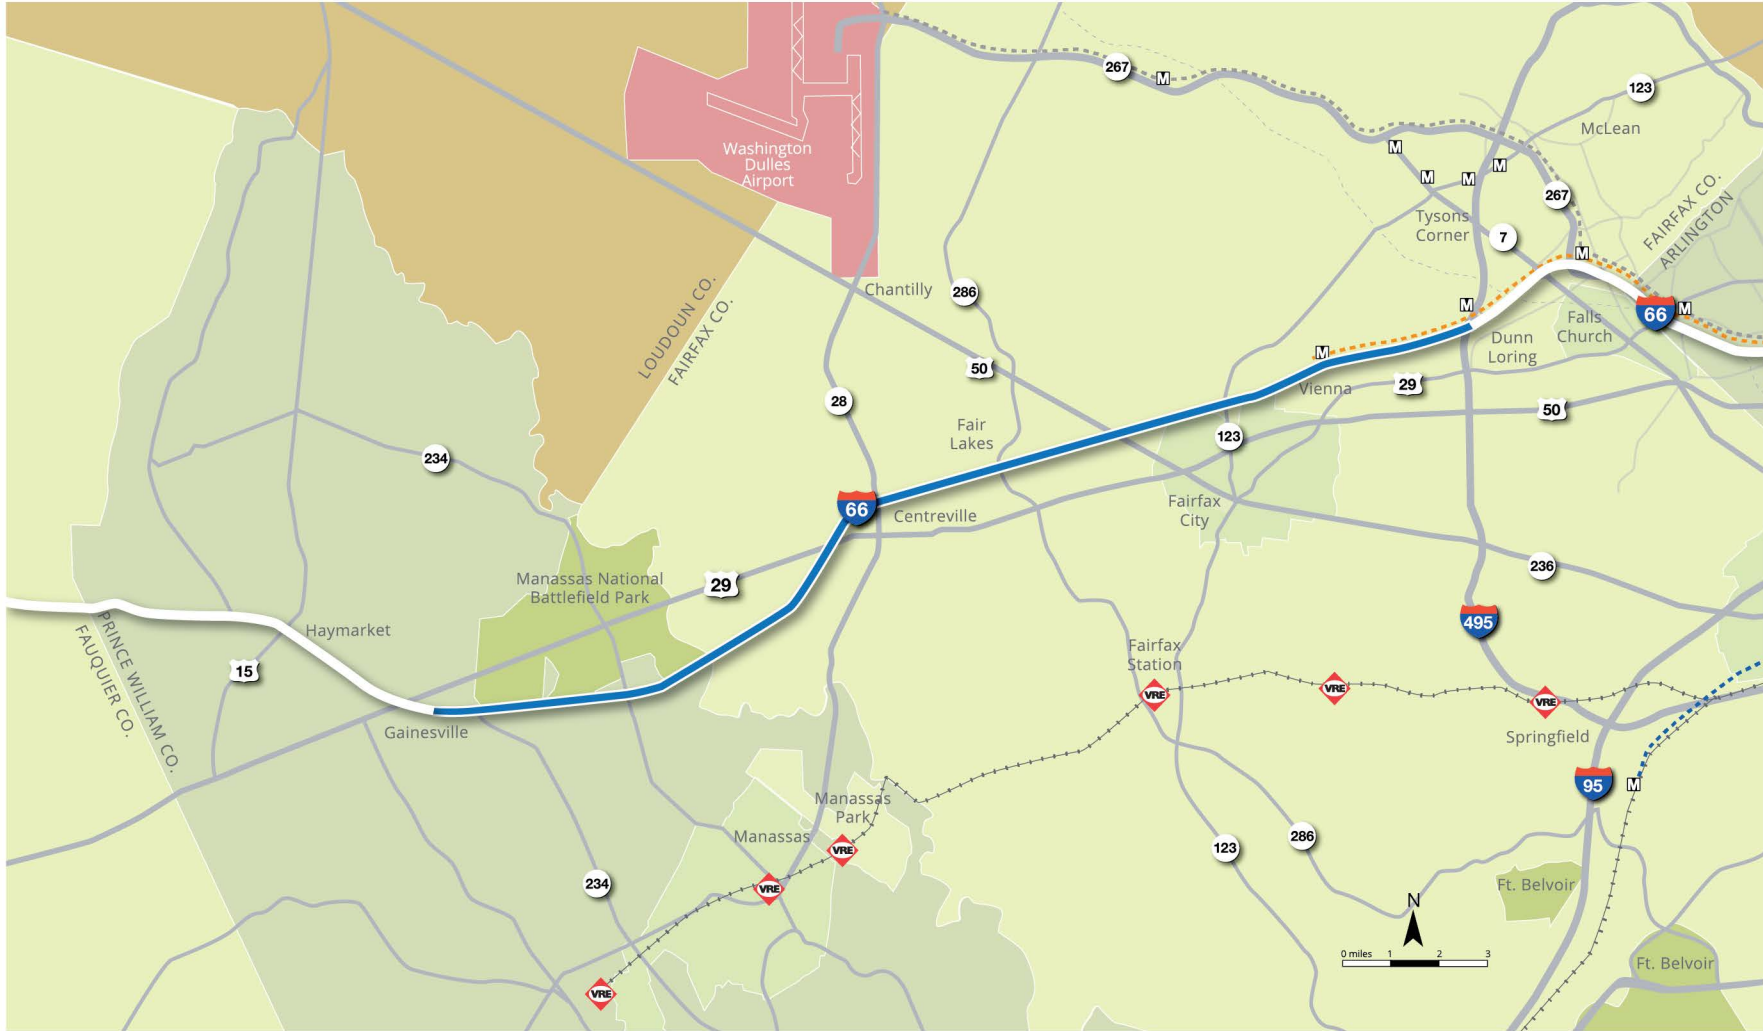 267
M
123
McLean
Washington
Dulles
Airport
M
M
M
M
267
FAIRFAX CO.
ARLINGTON
Tysons
Corner
7
M
LOUDOUN CO.
FAIRFAX CO.
Chantilly
286
M
66
M
Falls
Church
Dunn
Loring
M
50
Vienna
29
50
28
Fair
Lakes
123
234
66
Centreville
Fairfax
City
236
Manassas National
Battlefield Park
29
495
Haymarket
PRINCE WILLIAM CO.
FAUQUIER CO.
15
Fairfax
Station
VRE
VRE
VRE
Springfield
Gainesville
95
M
Manassas
Park
Manassas
VRE
VRE
123
286
234
Ft. Belvoir
N
0 miles 1 2 3
Ft. Belvoir
VRE